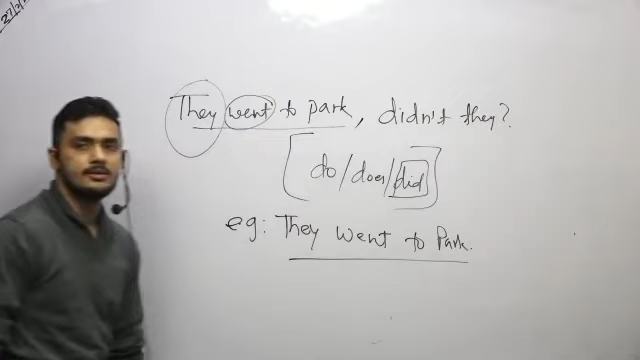 They went to park, didn't they?
[do/does/did]
eg: They went to Park.